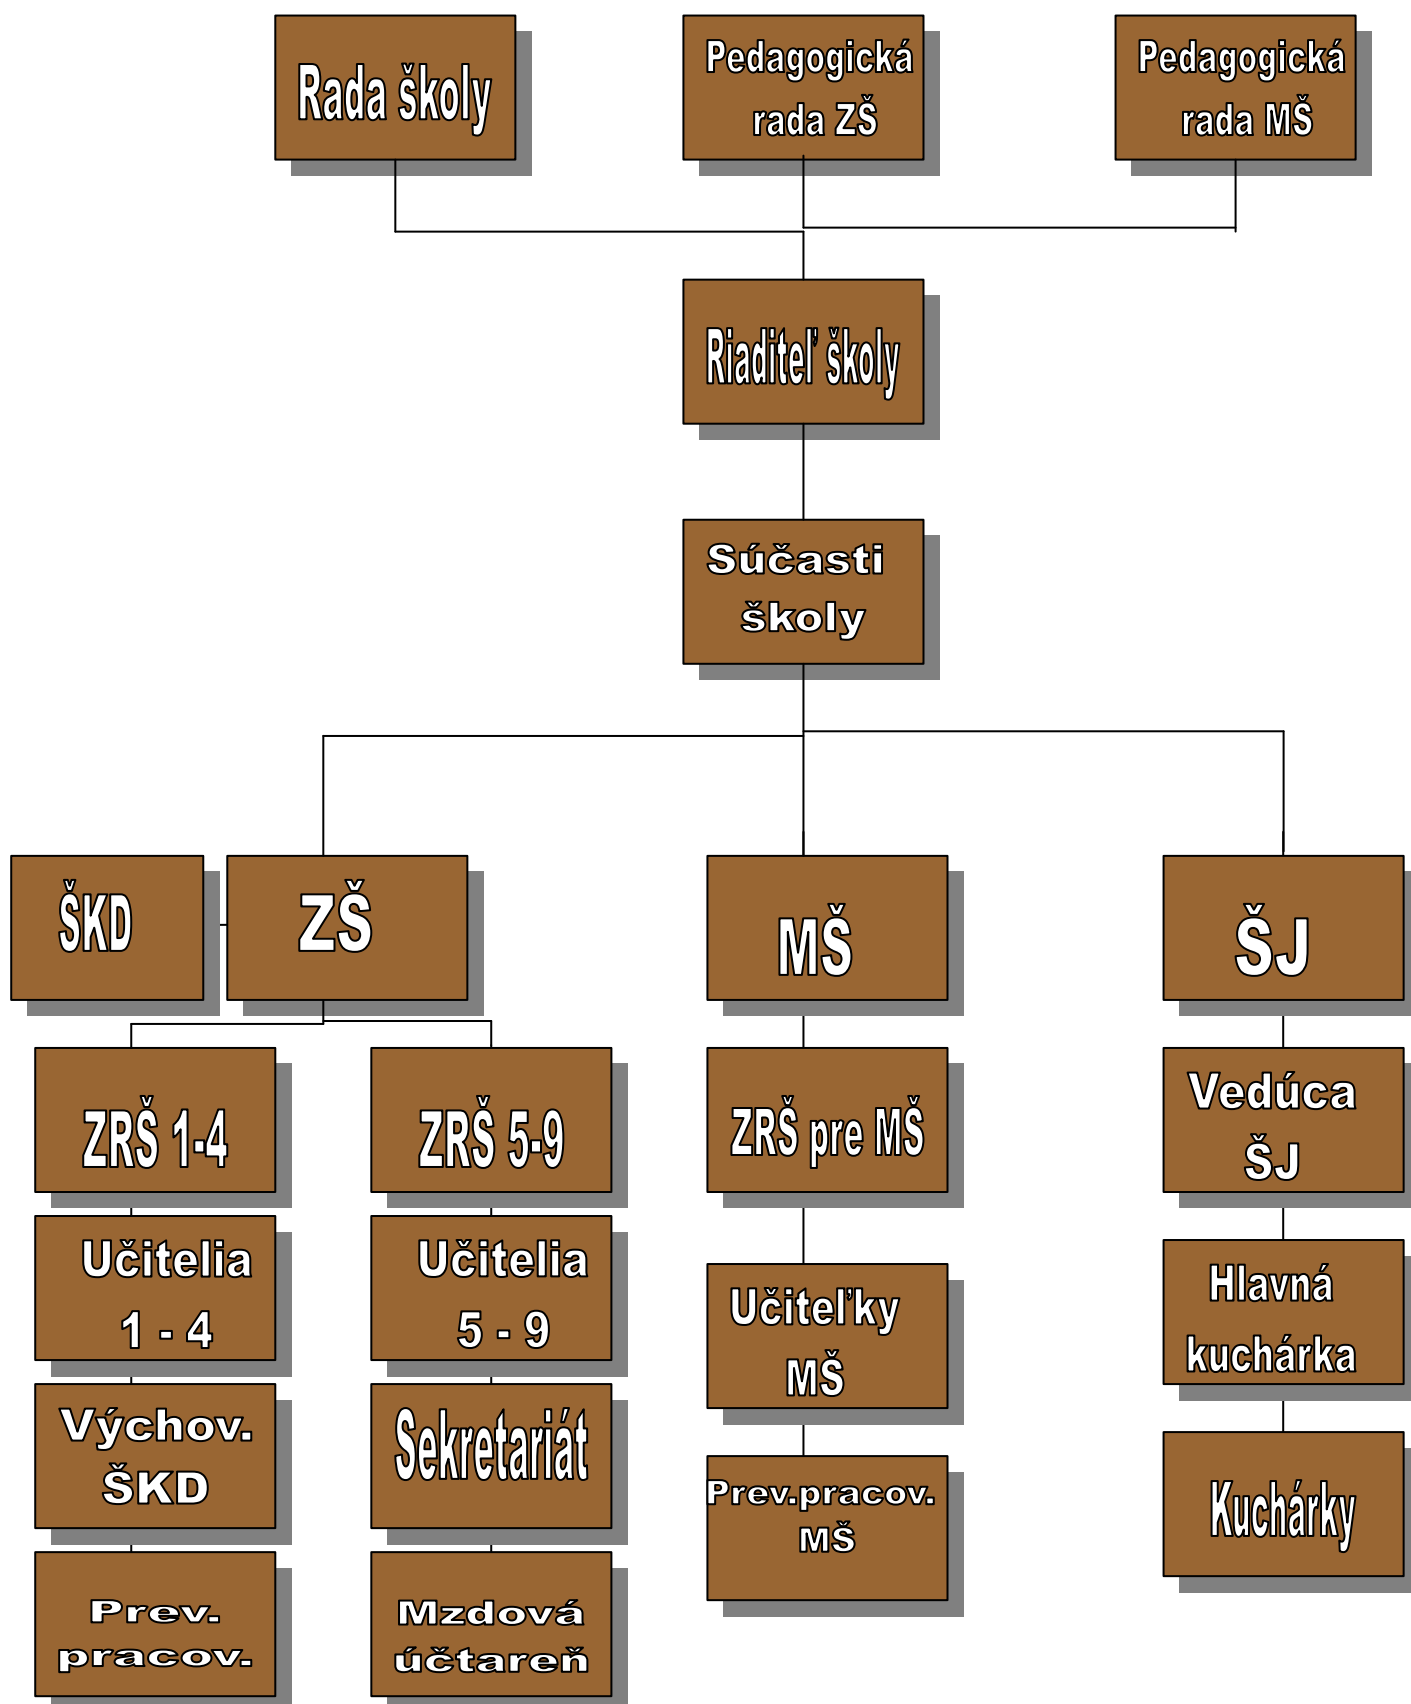 Rada školy
Pedagogická
rada ZŠ
Pedagogická
rada MŠ
Riaditeľ školy
Súčasti
školy
ŠKD
ZŠ
MŠ
ŠJ
ZRŠ 1-4
ZRŠ 5-9
ZRŠ pre MŠ
Vedúca
ŠJ
Učitelia
1 - 4
Učitelia
5 - 9
Učiteľky
MŠ
Hlavná
kuchárka
Výchov.
ŠKD
Sekretariát
Prev.pracov.
MŠ
Kuchárky
Prev.
pracov.
Mzdová
účtareň